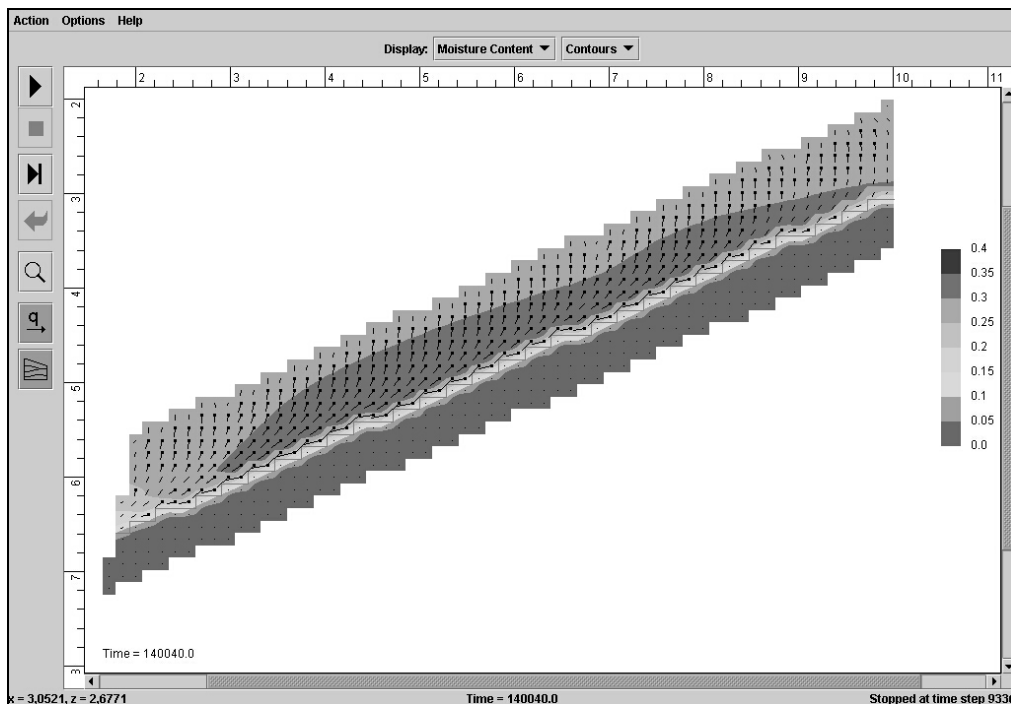 Action Options Help
Display: Moisture Content Contours
2 3 4 5 6 7 8 9 10 11
2
3
4
5
6
7
3
q
0.4
0.35
0.3
0.25
0.2
0.15
0.1
0.05
0.0
Time = 140040.0
x = 3,0521, z = 2,6771 Time = 140040.0 Stopped at time step 9336